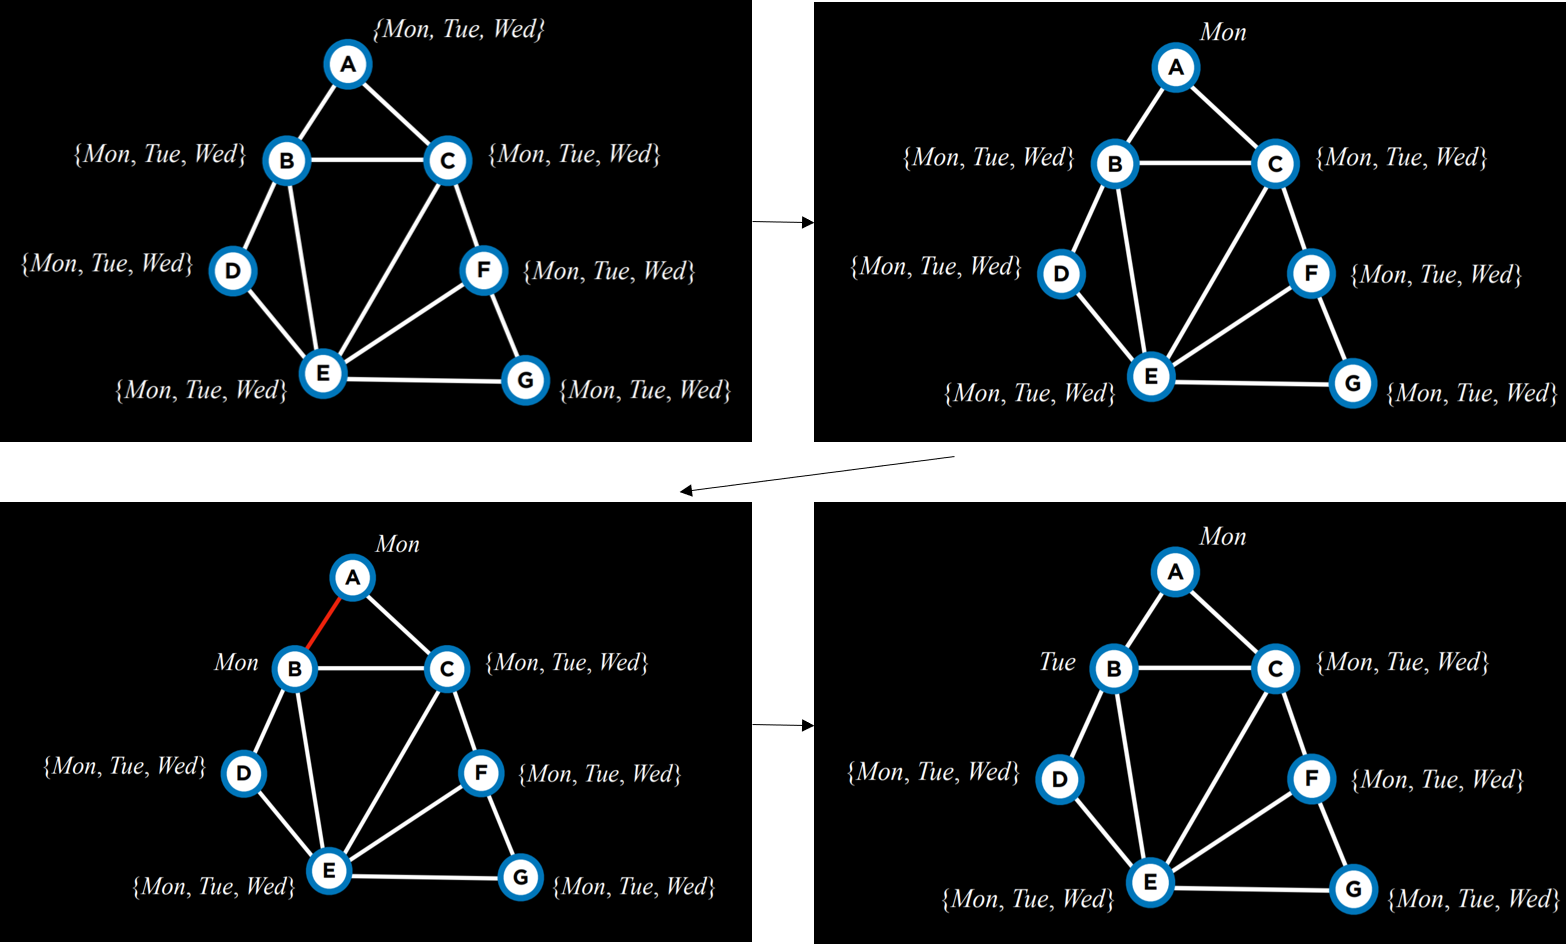 {Mon, Tue, Wed}
A
{Mon, Tue, Wed} B C {Mon, Tue, Wed}
{Mon, Tue, Wed} D F {Mon, Tue, Wed}
E
{Mon, Tue, Wed} G {Mon, Tue, Wed}
Mon
A
{Mon, Tue, Wed} B C {Mon, Tue, Wed}
{Mon, Tue, Wed} D F {Mon, Tue, Wed}
E
{Mon, Tue, Wed} G {Mon, Tue, Wed}
Mon
A
Mon B C {Mon, Tue, Wed}
{Mon, Tue, Wed} D F {Mon, Tue, Wed}
E
{Mon, Tue, Wed} G {Mon, Tue, Wed}
Mon
A
Tue B C {Mon, Tue, Wed}
{Mon, Tue, Wed} D F {Mon, Tue, Wed}
E
{Mon, Tue, Wed} G {Mon, Tue, Wed}